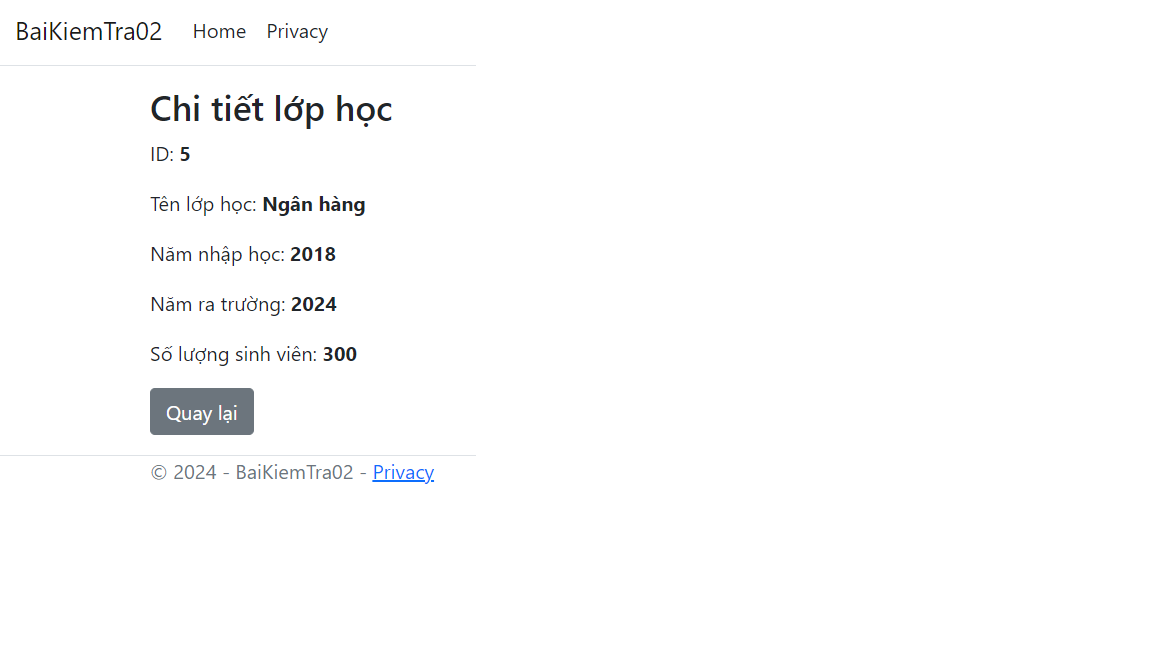 BaiKiemTra02 Home Privacy
Chi tiết lớp học
ID: 5
Tên lớp học: Ngân hàng
Năm nhập học: 2018
Năm ra trường: 2024
Số lượng sinh viên: 300
Quay lại
© 2024 - BaiKiemTra02 - Privacy